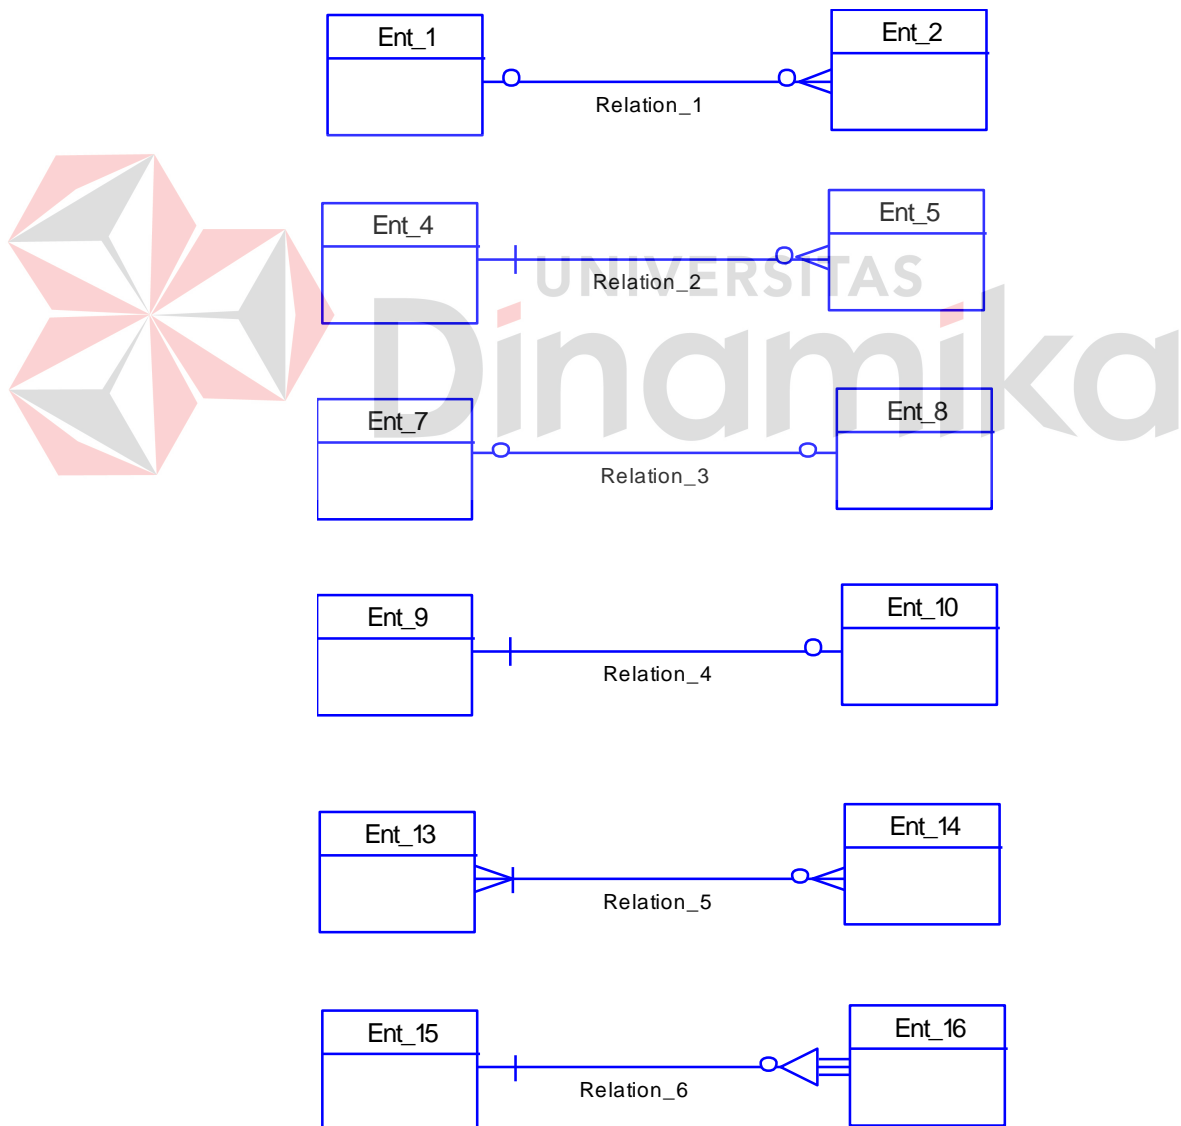 Ent_1
Ent_2
Relation_1
Ent_4
Ent_5
Relation_2
UNIVERSITAS
Dinamika
Ent_7
Ent_8
Relation_3
Ent_9
Ent_10
Relation_4
Ent_13
Ent_14
Relation_5
Ent_15
Ent_16
Relation_6